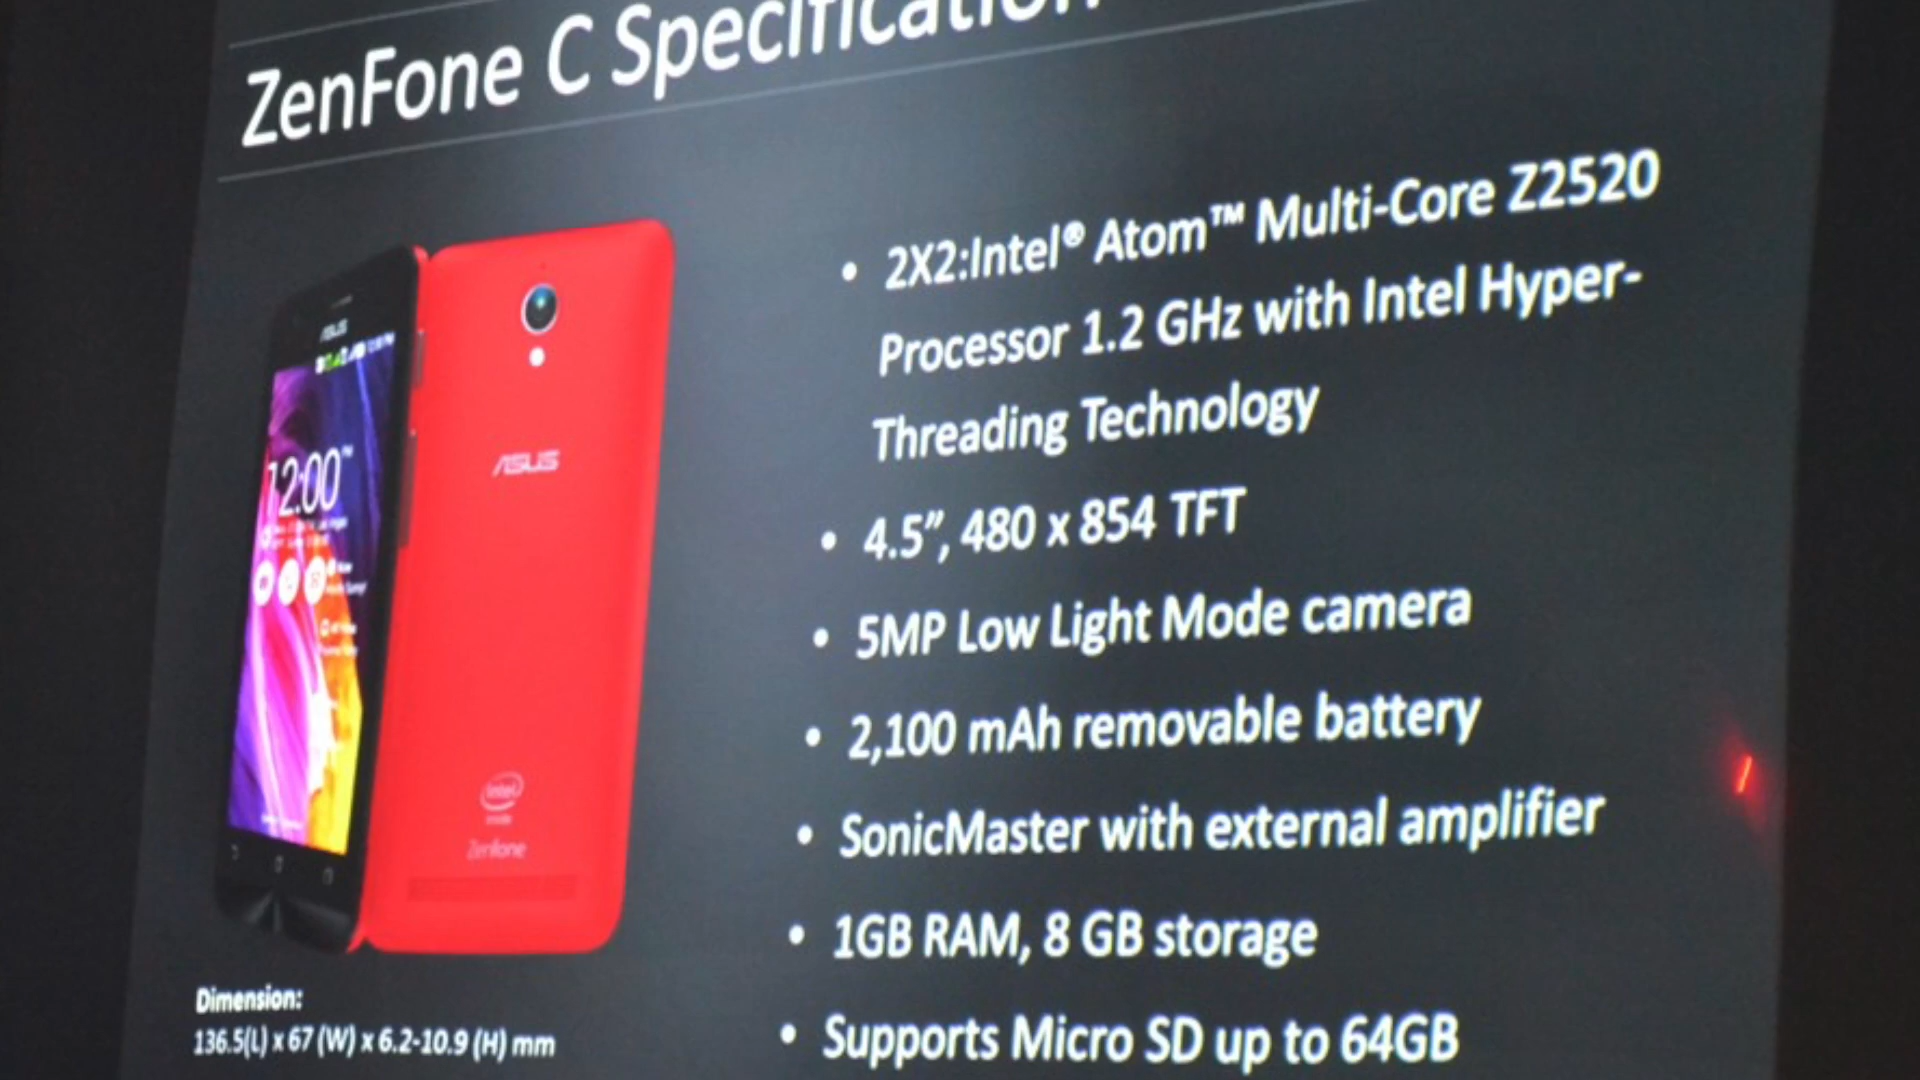 ZenFone C Specification
• 2X2:Intel® Atom™ Multi-Core Z2520
Processor 1.2 GHz with Intel Hyper-
Threading Technology
• 4.5”, 480 x 854 TFT
• 5MP Low Light Mode camera
• 2,100 mAh removable battery
• SonicMaster with external amplifier
• 1GB RAM, 8 GB storage
• Supports Micro SD up to 64GB
ASUS
12:00 PM
ASUS
intel
inside
Zenfone
Dimension:
136.5(L) x 67 (W) x 6.2-10.9 (H) mm